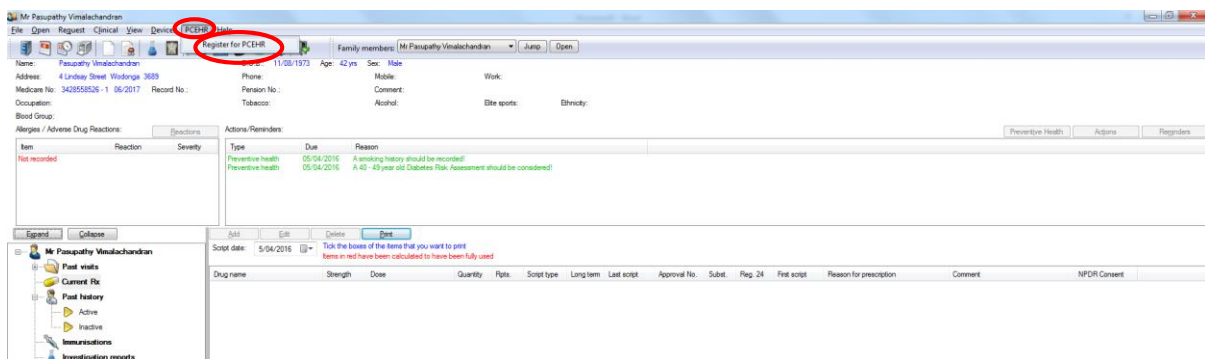 Mr Pasupathy Vimalachandran
File Open Request Clinical View Devices PCEHR Help
Register for PCEHR
Family members: Mr Pasupathy Vimalachandran Jump Open
Name: Pasupathy Vimalachandran 11/08/1973 Age: 42 yrs Sex: Male
Address: 4 Lindsay Street Wodonga 3689 Phone: Mobile: Work:
Medicare No: 3428558526 - 1 06/2017 Record No.: Pension No.: Comment:
Occupation: Tobacco: Alcohol: Elite sports: Ethnicity:
Blood Group:
Allergies / Adverse Drug Reactions: Reactions Actions/Reminders: Preventive Health Actions Reminders
Item Reaction Severity Type Due Reason
Not recorded Preventive health 05/04/2016 A smoking history should be recorded!
Preventive health 05/04/2016 A 40 - 49 year old Diabetes Risk Assessment should be considered!
Expand Collapse Add Edit Delete Print
Mr Pasupathy Vimalachandran Script date: 5/04/2016 Tick the boxes of the items that you want to print
Items in red have been calculated to have been fully used
Past visits
Drug name Strength Dose Quantity Rpts. Script type Long term Last script Approval No. Subst. Reg. 24 First script Reason for prescription Comment NPDR Consent
Current Rx
Past history
Active
Inactive
Immunisations
Investigation reports